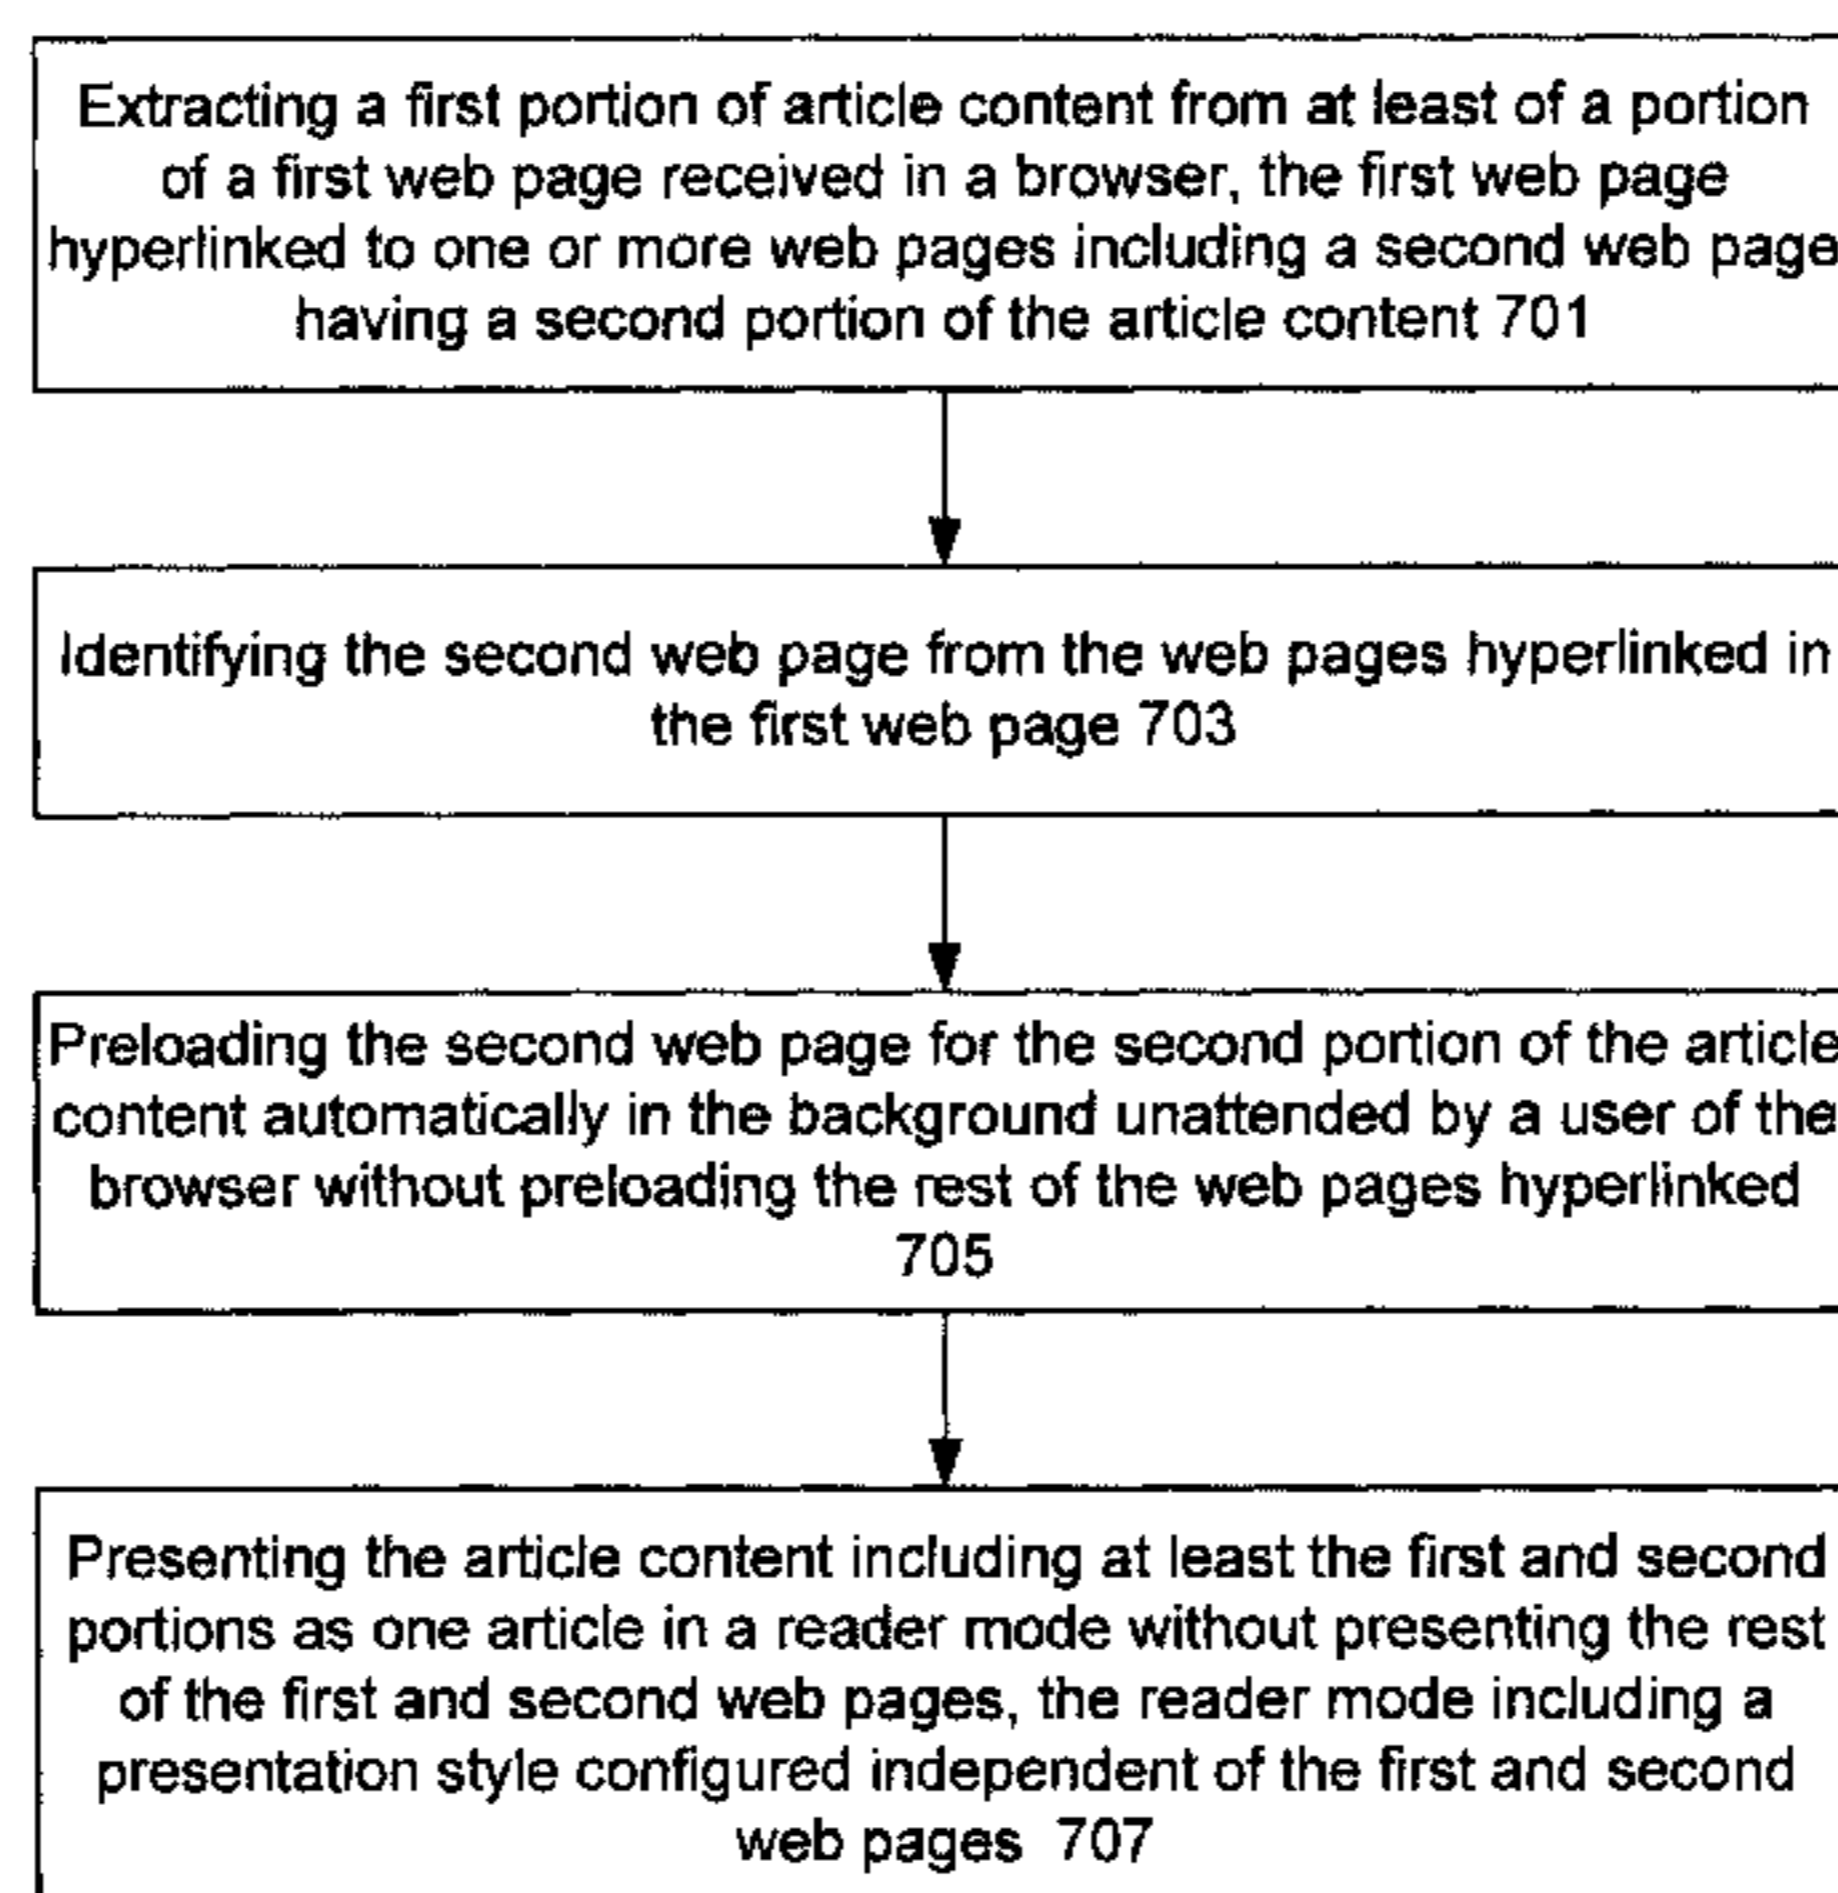 Extracting a first portion of article content from at least of a portion
of a first web page received in a browser, the first web page
hyperlinked to one or more web pages including a second web page
having a second portion of the article content 701
Identifying the second web page from the web pages hyperlinked in
the first web page 703
Preloading the second web page for the second portion of the article
content automatically in the background unattended by a user of the
browser without preloading the rest of the web pages hyperlinked
705
Presenting the article content including at least the first and second
portions as one article in a reader mode without presenting the rest
of the first and second web pages, the reader mode including a
presentation style configured independent of the first and second
web pages 707